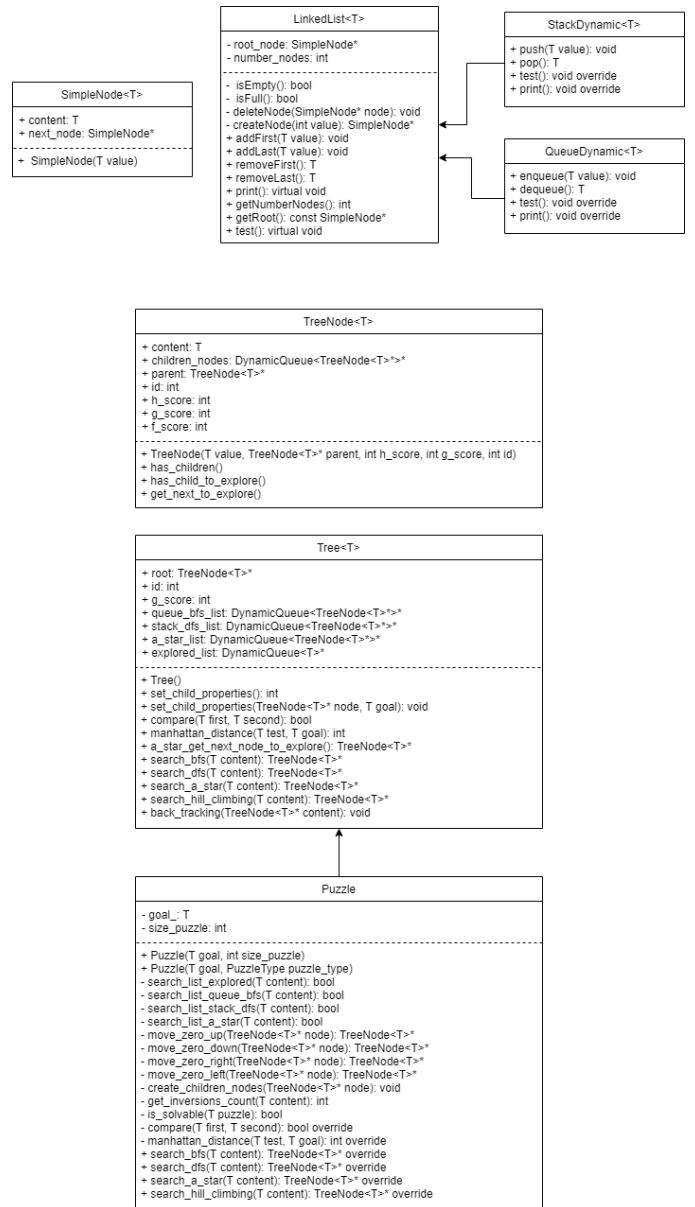 LinkedList<T>
- root_node: SimpleNode*
- number_nodes: int
- isEmpty(): bool
- isFull(): bool
- deleteNode(SimpleNode* node): void
- createNode(int value): SimpleNode*
+ addFirst(T value): void
+ addLast(T value): void
+ removeFirst(): T
+ removeLast(): T
+ print(): virtual void
+ getNumberNodes(): int
+ getRoot(): const SimpleNode*
+ test(): virtual void
StackDynamic<T>
+ push(T value): void
+ pop(): T
+ test(): void override
+ print(): void override
SimpleNode<T>
+ content: T
+ next_node: SimpleNode*
+ SimpleNode(T value)
QueueDynamic<T>
+ enqueue(T value): void
+ dequeue(): T
+ test(): void override
+ print(): void override
TreeNode<T>
+ content: T
+ children_nodes: DynamicQueue<TreeNode<T>*>*
+ parent: TreeNode<T>*
+ id: int
+ h_score: int
+ g_score: int
+ f_score: int
+ TreeNode(T value, TreeNode<T>* parent, int h_score, int g_score, int id)
+ has_children()
+ has_child_to_explore()
+ get_next_to_explore()
Tree<T>
+ root: TreeNode<T>*
+ id: int
+ g_score: int
+ queue_bfs_list: DynamicQueue<TreeNode<T>*>*
+ stack_dfs_list: DynamicQueue<TreeNode<T>*>*
+ a_star_list: DynamicQueue<TreeNode<T>*>*
+ explored_list: DynamicQueue<T>*
+ Tree()
+ set_child_properties(): int
+ set_child_properties(TreeNode<T>* node, T goal): void
+ compare(T first, T second): bool
+ manhattan_distance(T test, T goal): int
+ a_star_get_next_node_to_explore(): TreeNode<T>*
+ search_bfs(T content): TreeNode<T>*
+ search_dfs(T content): TreeNode<T>*
+ search_a_star(T content): TreeNode<T>*
+ search_hill_climbing(T content): TreeNode<T>*
+ back_tracking(TreeNode<T>* content): void
Puzzle
- goal_: T
- size_puzzle: int
+ Puzzle(T goal, int size_puzzle)
+ Puzzle(T goal, PuzzleType puzzle_type)
- search_list_explored(T content): bool
- search_list_queue_bfs(T content): bool
- search_list_stack_dfs(T content): bool
- search_list_a_star(T content): bool
- move_zero_up(TreeNode<T>* node): TreeNode<T>*
- move_zero_down(TreeNode<T>* node): TreeNode<T>*
- move_zero_right(TreeNode<T>* node): TreeNode<T>*
- move_zero_left(TreeNode<T>* node): TreeNode<T>*
- create_children_nodes(TreeNode<T>* node): void
- get_inversions_count(T content): int
- is_solvable(T puzzle): bool
- compare(T first, T second): bool override
- manhattan_distance(T test, T goal): int override
+ search_bfs(T content): TreeNode<T>* override
+ search_dfs(T content): TreeNode<T>* override
+ search_a_star(T content): TreeNode<T>* override
+ search_hill_climbing(T content): TreeNode<T>* override